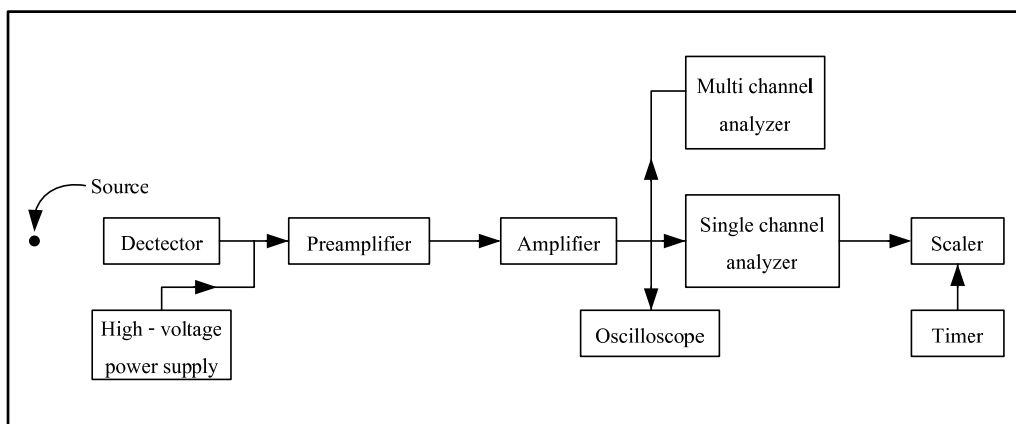 Multi channel
analyzer
Source
Dectector
Preamplifier
Amplifier
Single channel
analyzer
Scaler
High - voltage
power supply
Oscilloscope
Timer